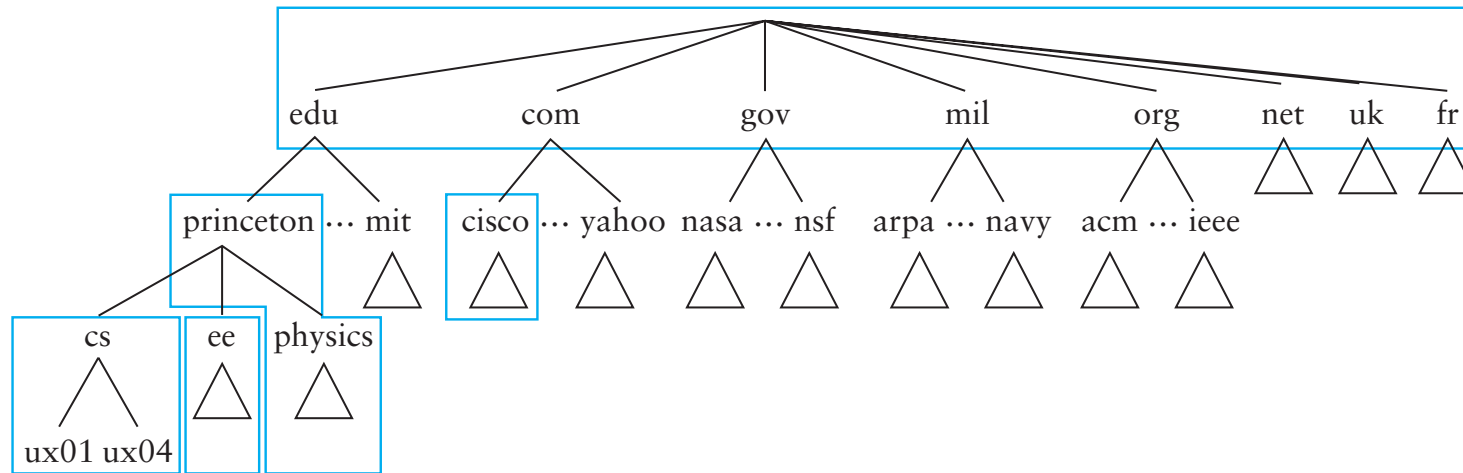 edu com gov mil org net uk fr
princeton ... mit cisco ... yahoo nasa ... nsf arpa ... navy acm ... ieee
cs ee physics
ux01 ux04